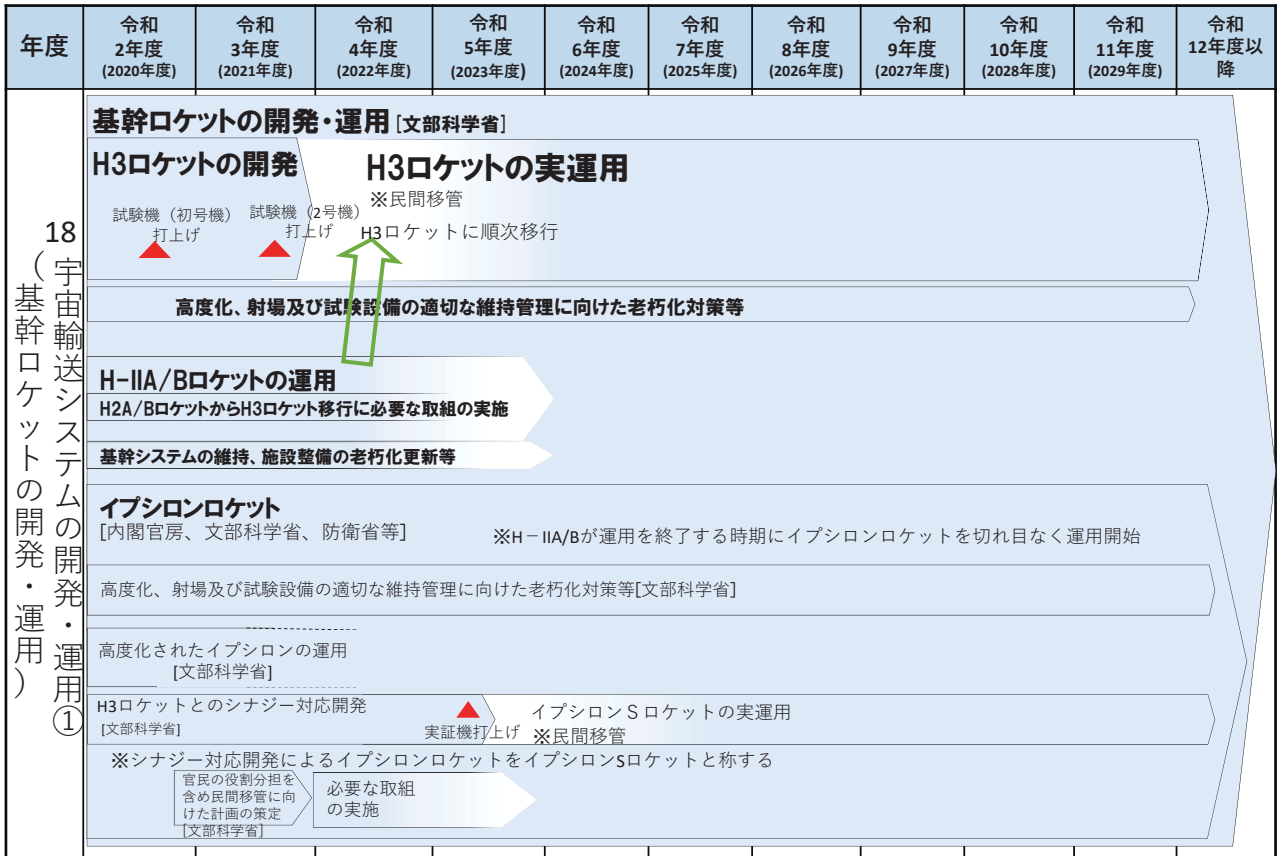 年度
令和
2年度
(2020年度)
令和
3年度
(2021年度)
令和
4年度
(2022年度)
令和
5年度
(2023年度)
令和
6年度
(2024年度)
令和
7年度
(2025年度)
令和
8年度
(2026年度)
令和
9年度
(2027年度)
令和
10年度
(2028年度)
令和
11年度
(2029年度)
令和
12年度以
降
18宇宙輸送システムの開発・運用①
(基幹ロケットの開発・運用)
基幹ロケットの開発・運用 [文部科学省]
H3ロケットの開発
H3ロケットの実運用
※民間移管
試験機（初号機）
打上げ
試験機（2号機）
打上げ
H3ロケットに順次移行
高度化、射場及び試験設備の適切な維持管理に向けた老朽化対策等
H-IIA/Bロケットの運用
H2A/BロケットからH3ロケット移行に必要な取組の実施
基幹システムの維持、施設整備の老朽化更新等
イプシロンロケット
[内閣官房、文部科学省、防衛省等]
※H－IIA/Bが運用を終了する時期にイプシロンロケットを切れ目なく運用開始
高度化、射場及び試験設備の適切な維持管理に向けた老朽化対策等[文部科学省]
高度化されたイプシロンの運用
[文部科学省]
H3ロケットとのシナジー対応開発
[文部科学省]
実証機打上げ
イプシロンＳロケットの実運用
※民間移管
※シナジー対応開発によるイプシロンロケットをイプシロンSロケットと称する
官民の役割分担を
含め民間移管に向
けた計画の策定
[文部科学省]
必要な取組
の実施